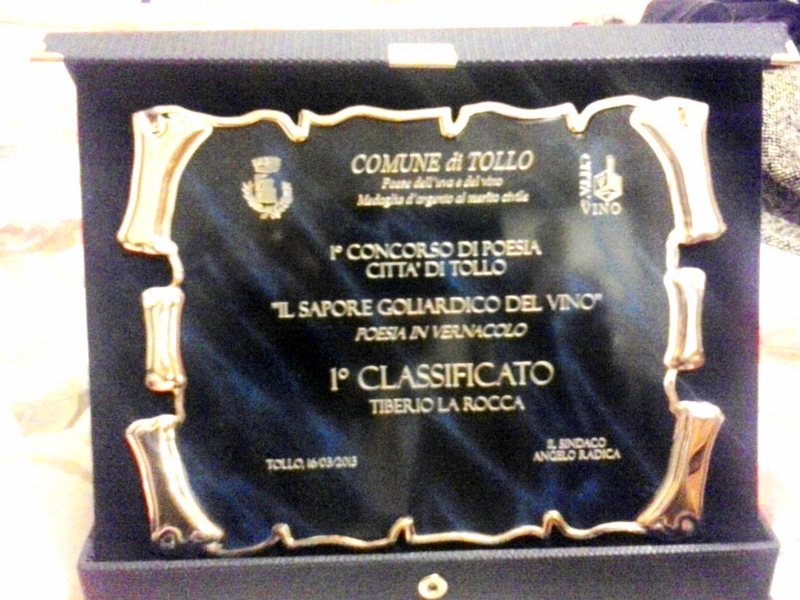 COMUNE di TOLLO
Paese dell'uva e del vino
Medaglia d'argento al merito civile
CITTA' del
VINO
1° CONCORSO DI POESIA
CITTA' DI TOLLO
"IL SAPORE GOLIARDICO DEL VINO"
POESIA IN VERNACOLO
1° CLASSIFICATO
TIBERIO LA ROCCA
TOLLO, 16/03/2013
IL SINDACO
ANGELO RADICA